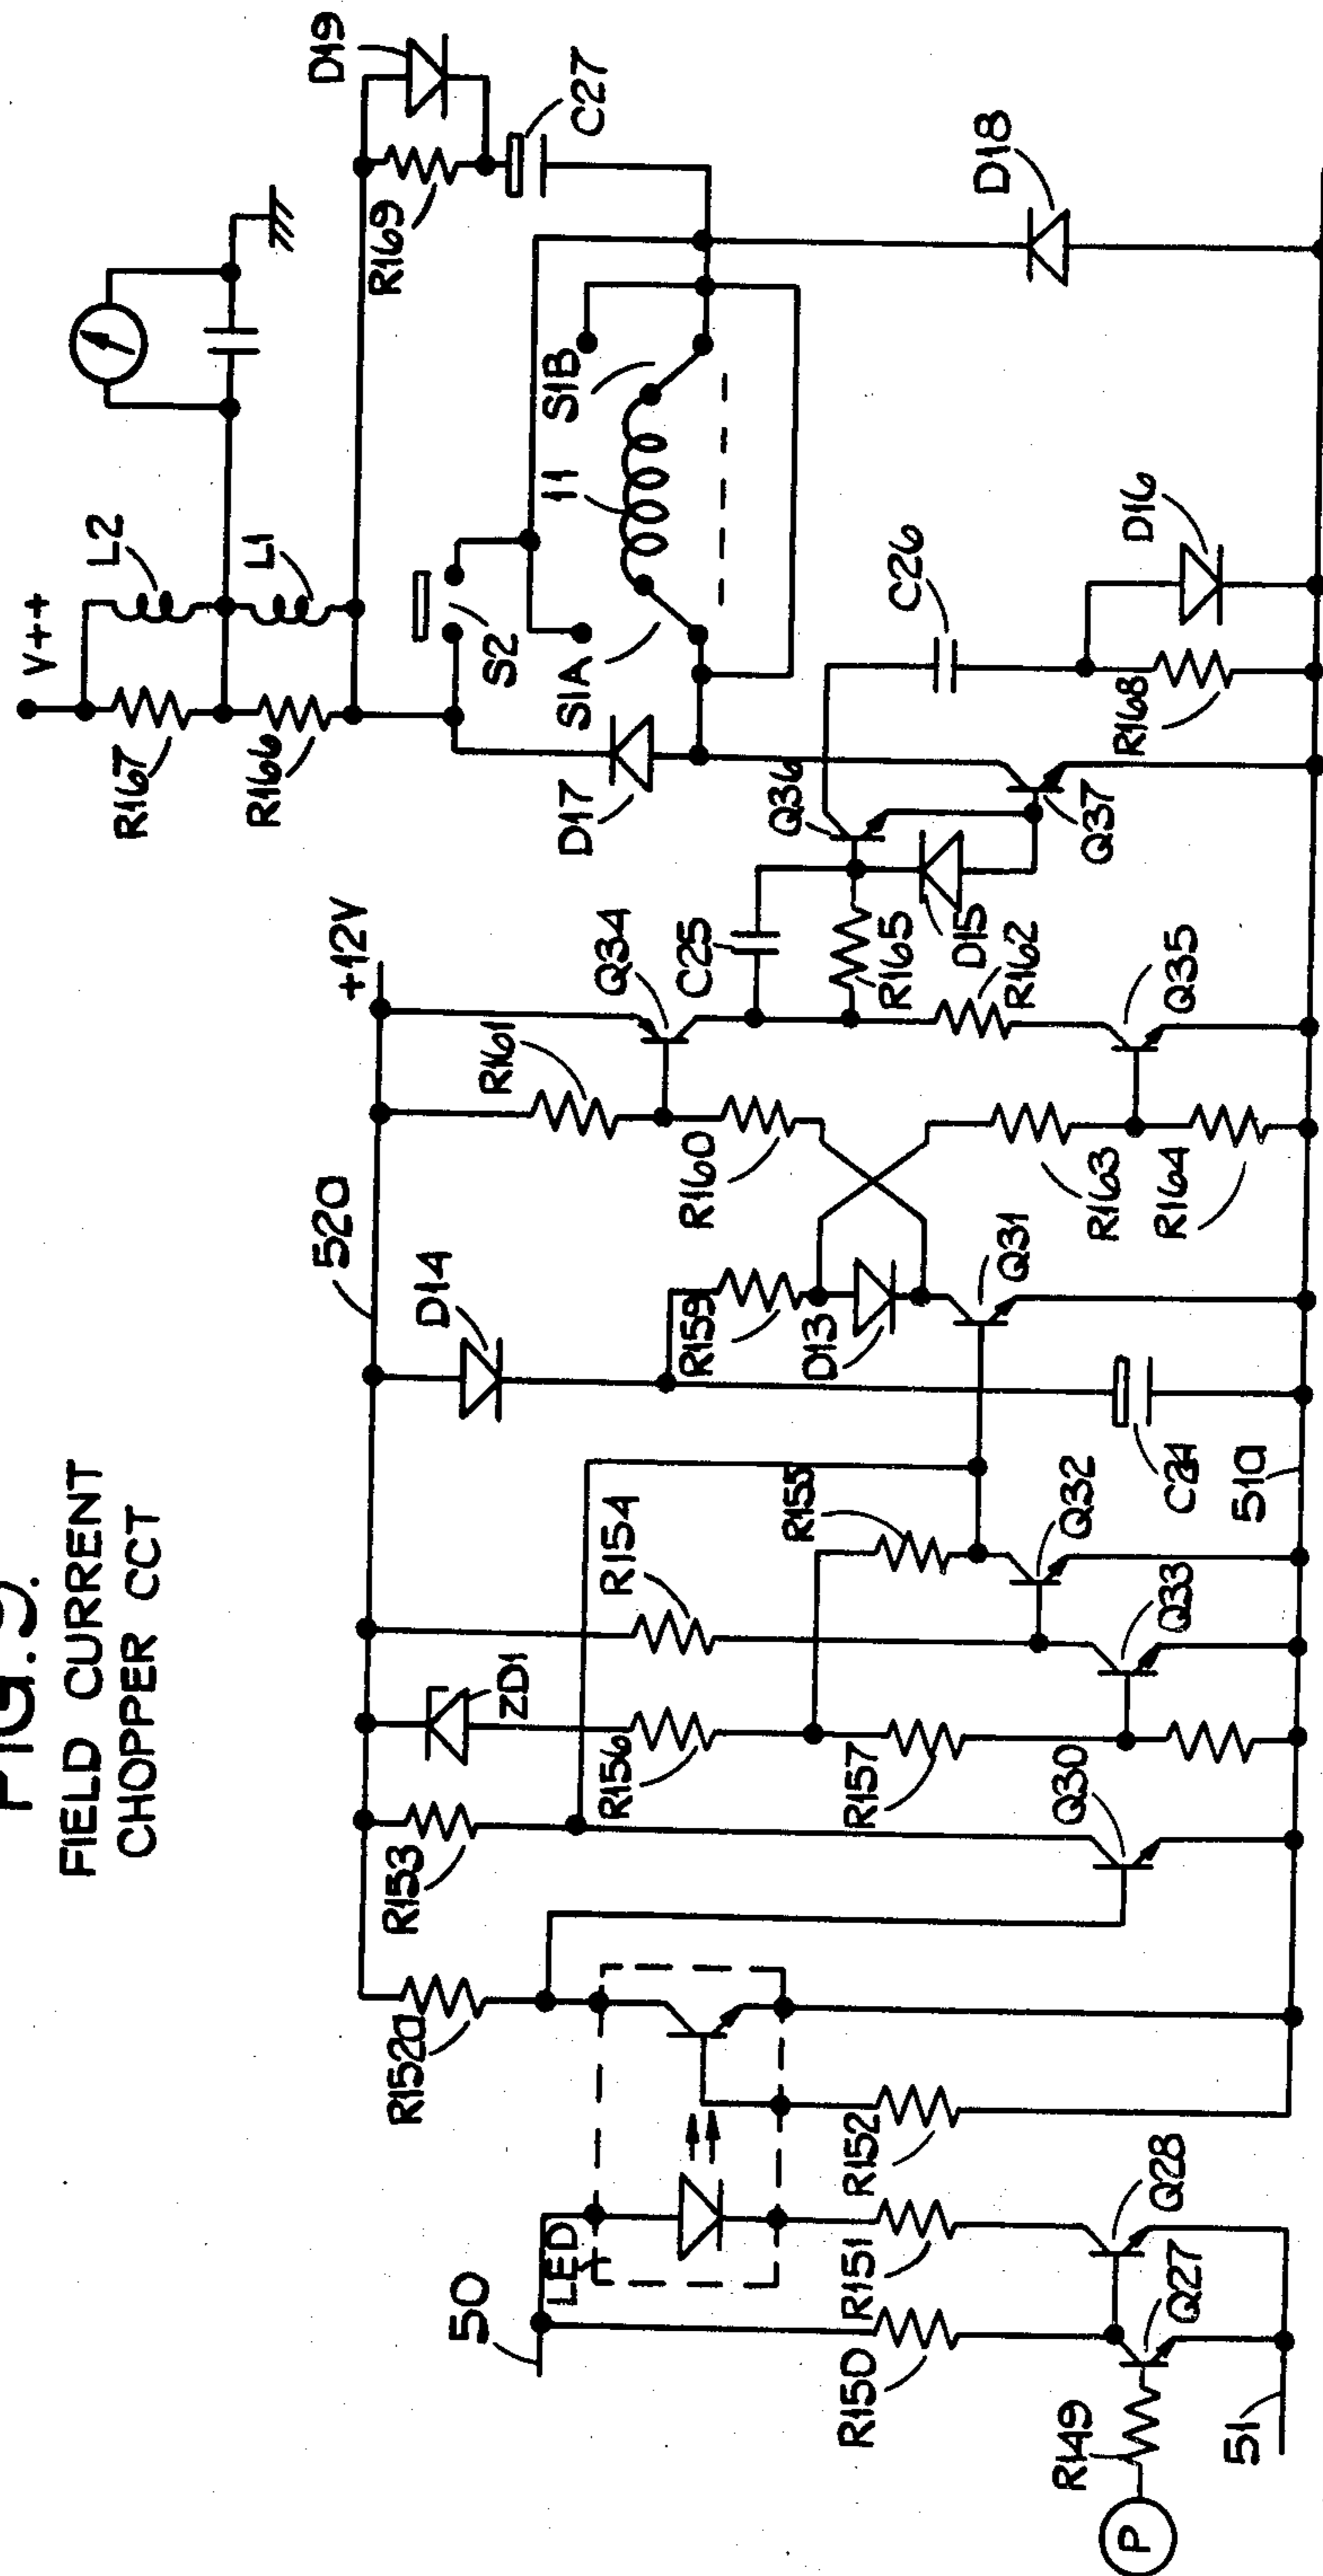 FIG.9.
FIELD CURRENT
CHOPPER CCT
V++
L2
R167
L1
R166
D19
R169
C27
S2
S1A
S1B
11
D17
D18
C26
D16
R168
Q36
Q37
D15
R165
C25
+12V
Q34
R161
R160
R162
Q35
R163
R164
52a
D14
R159
D13
Q31
C24
51a
R154
R155
Q32
ZD1
R156
R157
Q33
R153
Q30
R152a
LED
R152
50
R151
Q28
R150
Q27
R149
51
P